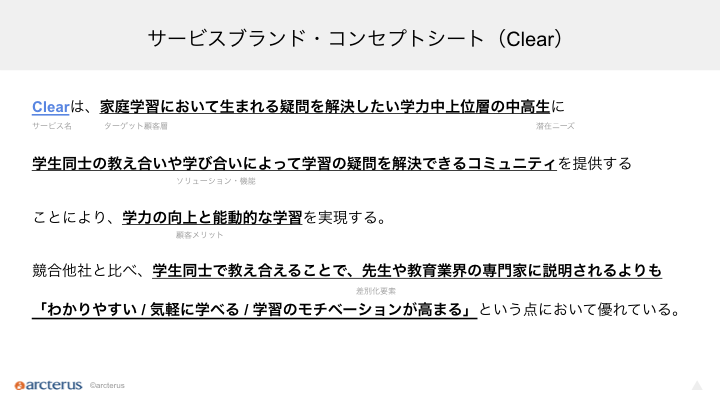 サービスブランド・コンセプトシート（Clear）
Clearは、家庭学習において生まれる疑問を解決したい学力中上位層の中高生に
サービス名 ターゲット顧客層 潜在ニーズ
学生同士の教え合いや学び合いによって学習の疑問を解決できるコミュニティを提供する
ソリューション・機能
ことにより、学力の向上と能動的な学習を実現する。
顧客メリット
競合他社と比べ、学生同士で教え合えることで、先生や教育業界の専門家に説明されるよりも
差別化要素
「わかりやすい / 気軽に学べる / 学習のモチベーションが高まる」という点において優れている。
arcterus ©arcterus